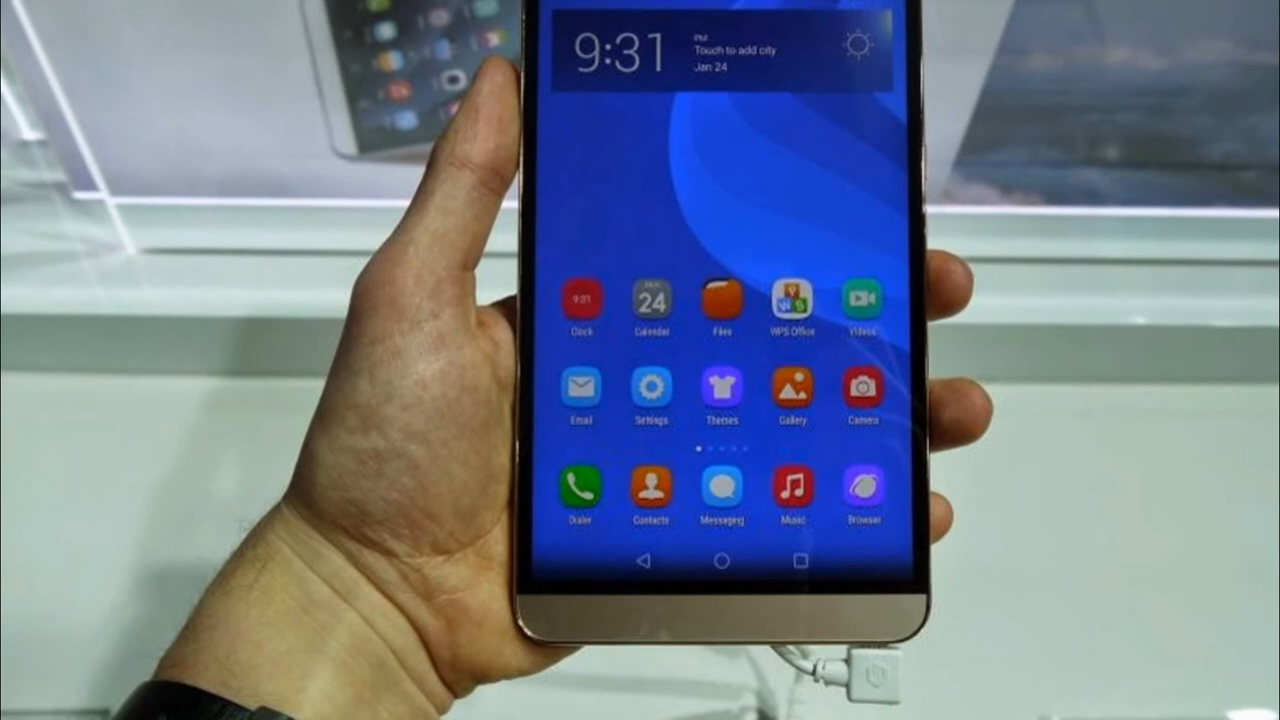 9:31
PM
Touch to add city
Jan 24
9:31
24
Clock
Calendar
Files
WPS Office
Videos
Email
Settings
Themes
Gallery
Camera
Dialer
Contacts
Messaging
Music
Browser